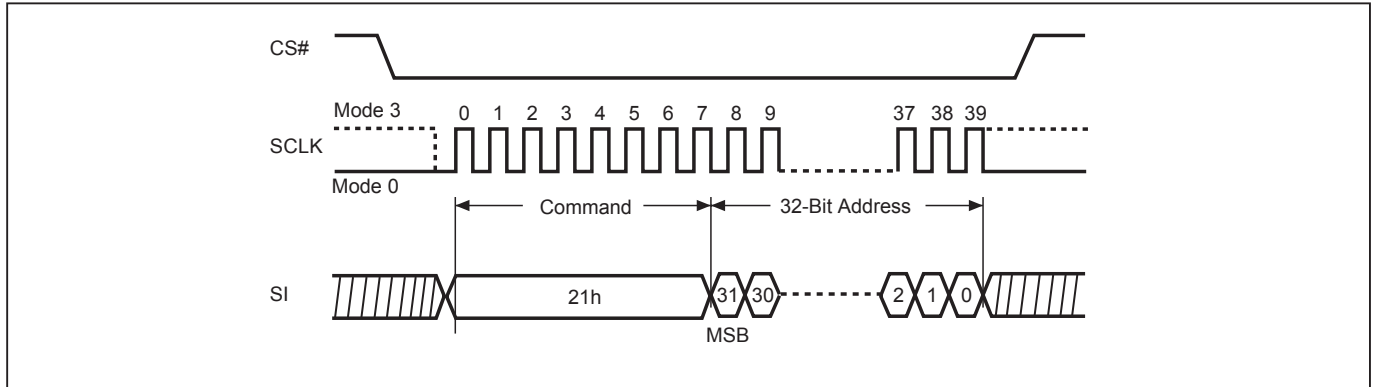 CS#
Mode 3
0 1 2 3 4 5 6 7 8 9 37 38 39
SCLK
Mode 0
Command 32-Bit Address
SI 21h 31 30 2 1 0
MSB